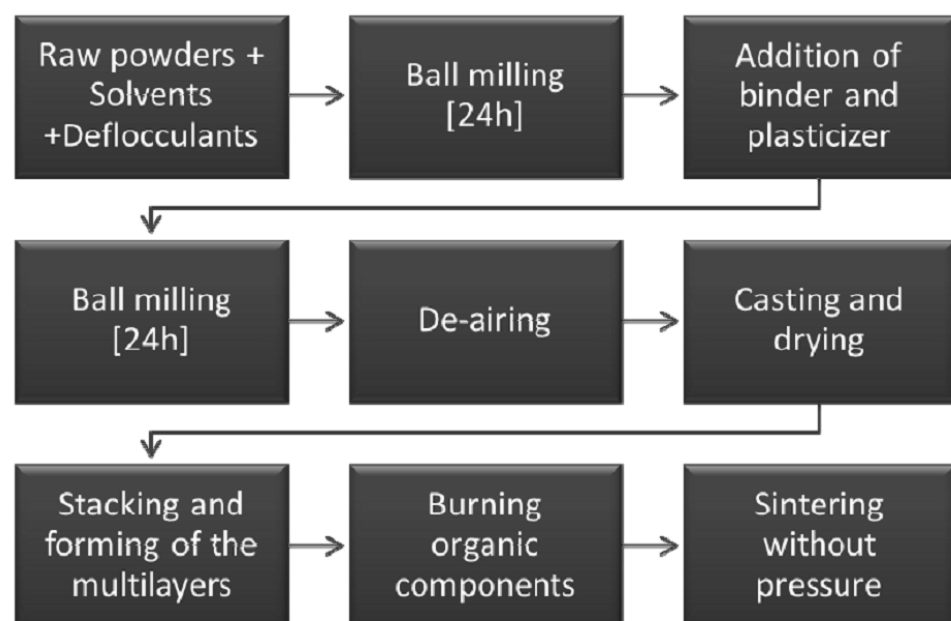 Raw powders +
Solvents
+Deflocculants
Ball milling
[24h]
Addition of
binder and
plasticizer
Ball milling
[24h]
De-airing
Casting and
drying
Stacking and
forming of the
multilayers
Burning
organic
components
Sintering
without
pressure